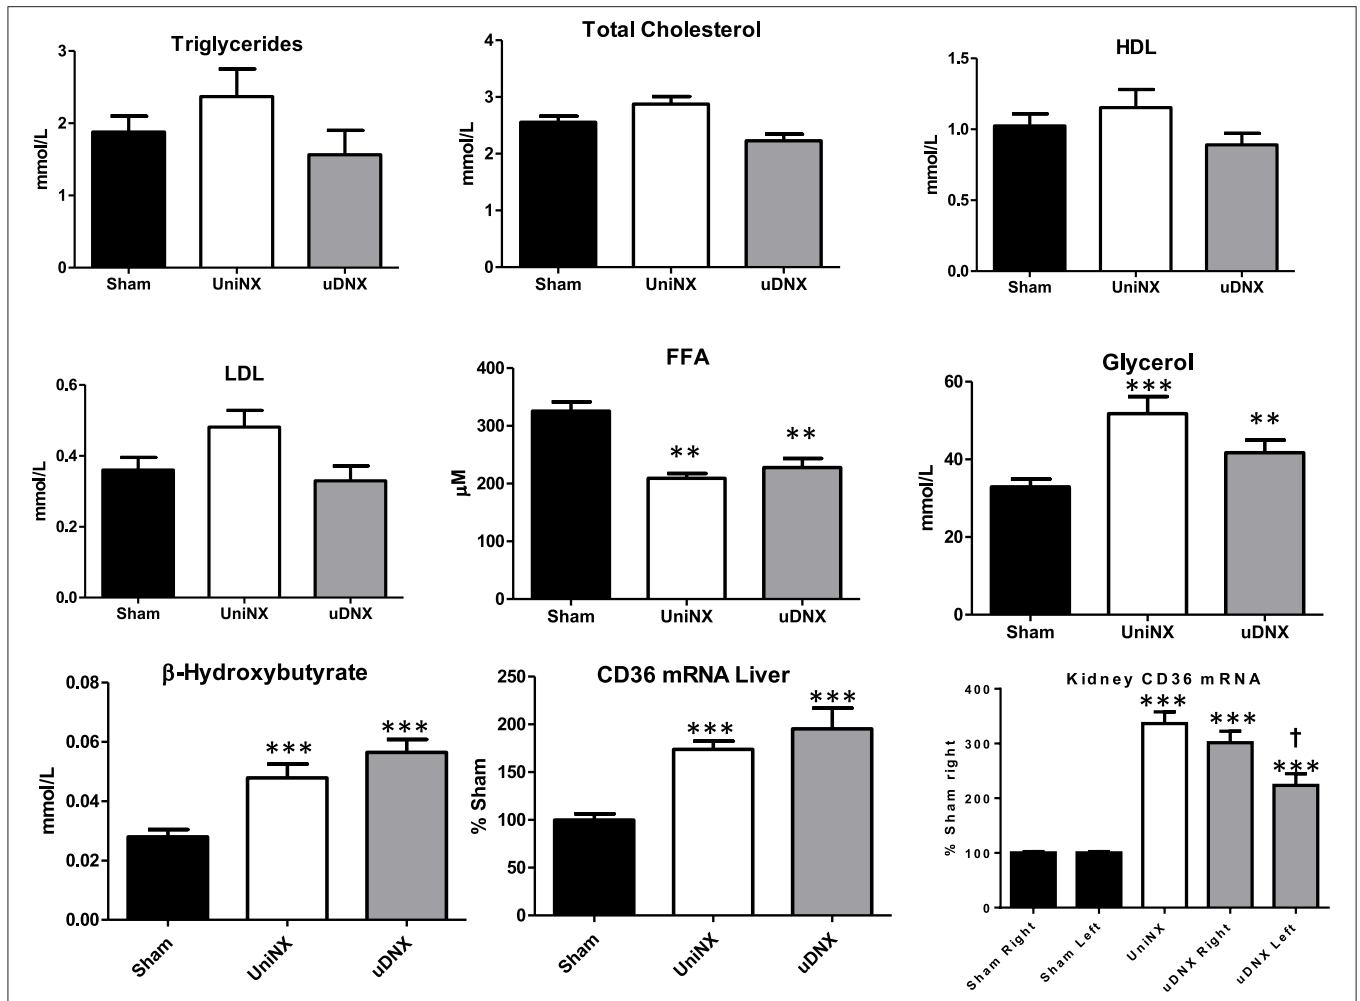 Triglycerides
3
2
1
0
mmol/L
Sham
UniNX
uDNX
Total Cholesterol
4
3
2
1
0
mmol/L
Sham
UniNX
uDNX
HDL
1.5
1.0
0.5
0.0
mmol/L
Sham
UniNX
uDNX
LDL
0.6
0.4
0.2
0.0
mmol/L
Sham
UniNX
uDNX
FFA
400
300
200
100
0
µM
**
**
Sham
UniNX
uDNX
Glycerol
60
40
20
0
mmol/L
***
**
Sham
UniNX
uDNX
β-Hydroxybutyrate
0.08
0.06
0.04
0.02
0.00
mmol/L
***
***
Sham
UniNX
uDNX
CD36 mRNA Liver
250
200
150
100
50
0
% Sham
***
***
Sham
UniNX
uDNX
Kidney CD36 mRNA
400
300
200
100
0
% Sham right
***
***
†
***
Sham Right
Sham Left
UniNX
uDNX Right
uDNX Left